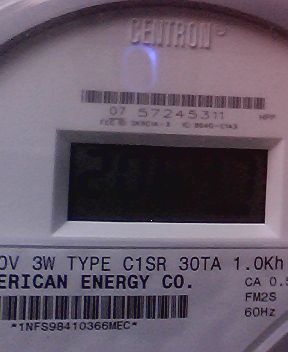 CENTRON
07 57245311
0V 3W TYPE C1SR 30TA 1.0Kh
ERICAN ENERGY CO.
CA 0.5
FM2S
60Hz
*1NFS98410366MEC*